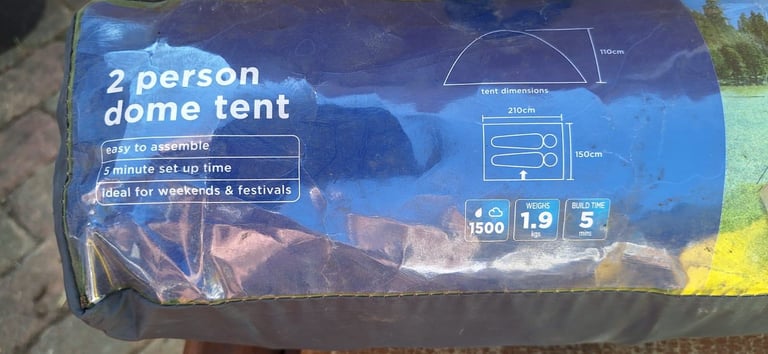 2 person
dome tent
easy to assemble
5 minute set up time
ideal for weekends & festivals
110cm
tent dimensions
210cm
150cm
1500
WEIGHS
1.9
kgs
BUILD TIME
5
mins